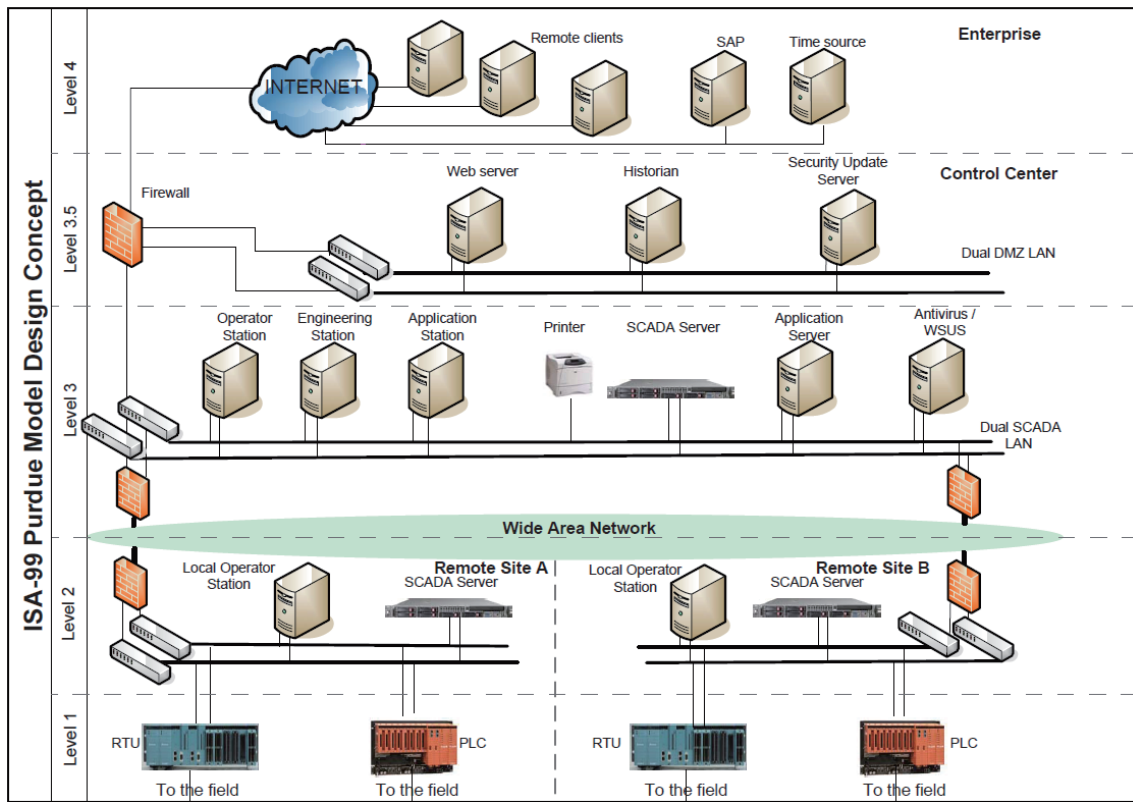 ISA-99 Purdue Model Design Concept
Level 4
Enterprise
Remote clients
SAP
Time source
INTERNET
Level 3.5
Control Center
Firewall
Web server
Historian
Security Update
Server
Dual DMZ LAN
Level 3
Operator
Station
Engineering
Station
Application
Station
Printer
SCADA Server
Application
Server
Antivirus /
WSUS
Dual SCADA
LAN
Wide Area Network
Level 2
Local Operator
Station
Remote Site A
SCADA Server
Local Operator
Station
Remote Site B
SCADA Server
Level 1
RTU
PLC
RTU
PLC
To the field
To the field
To the field
To the field